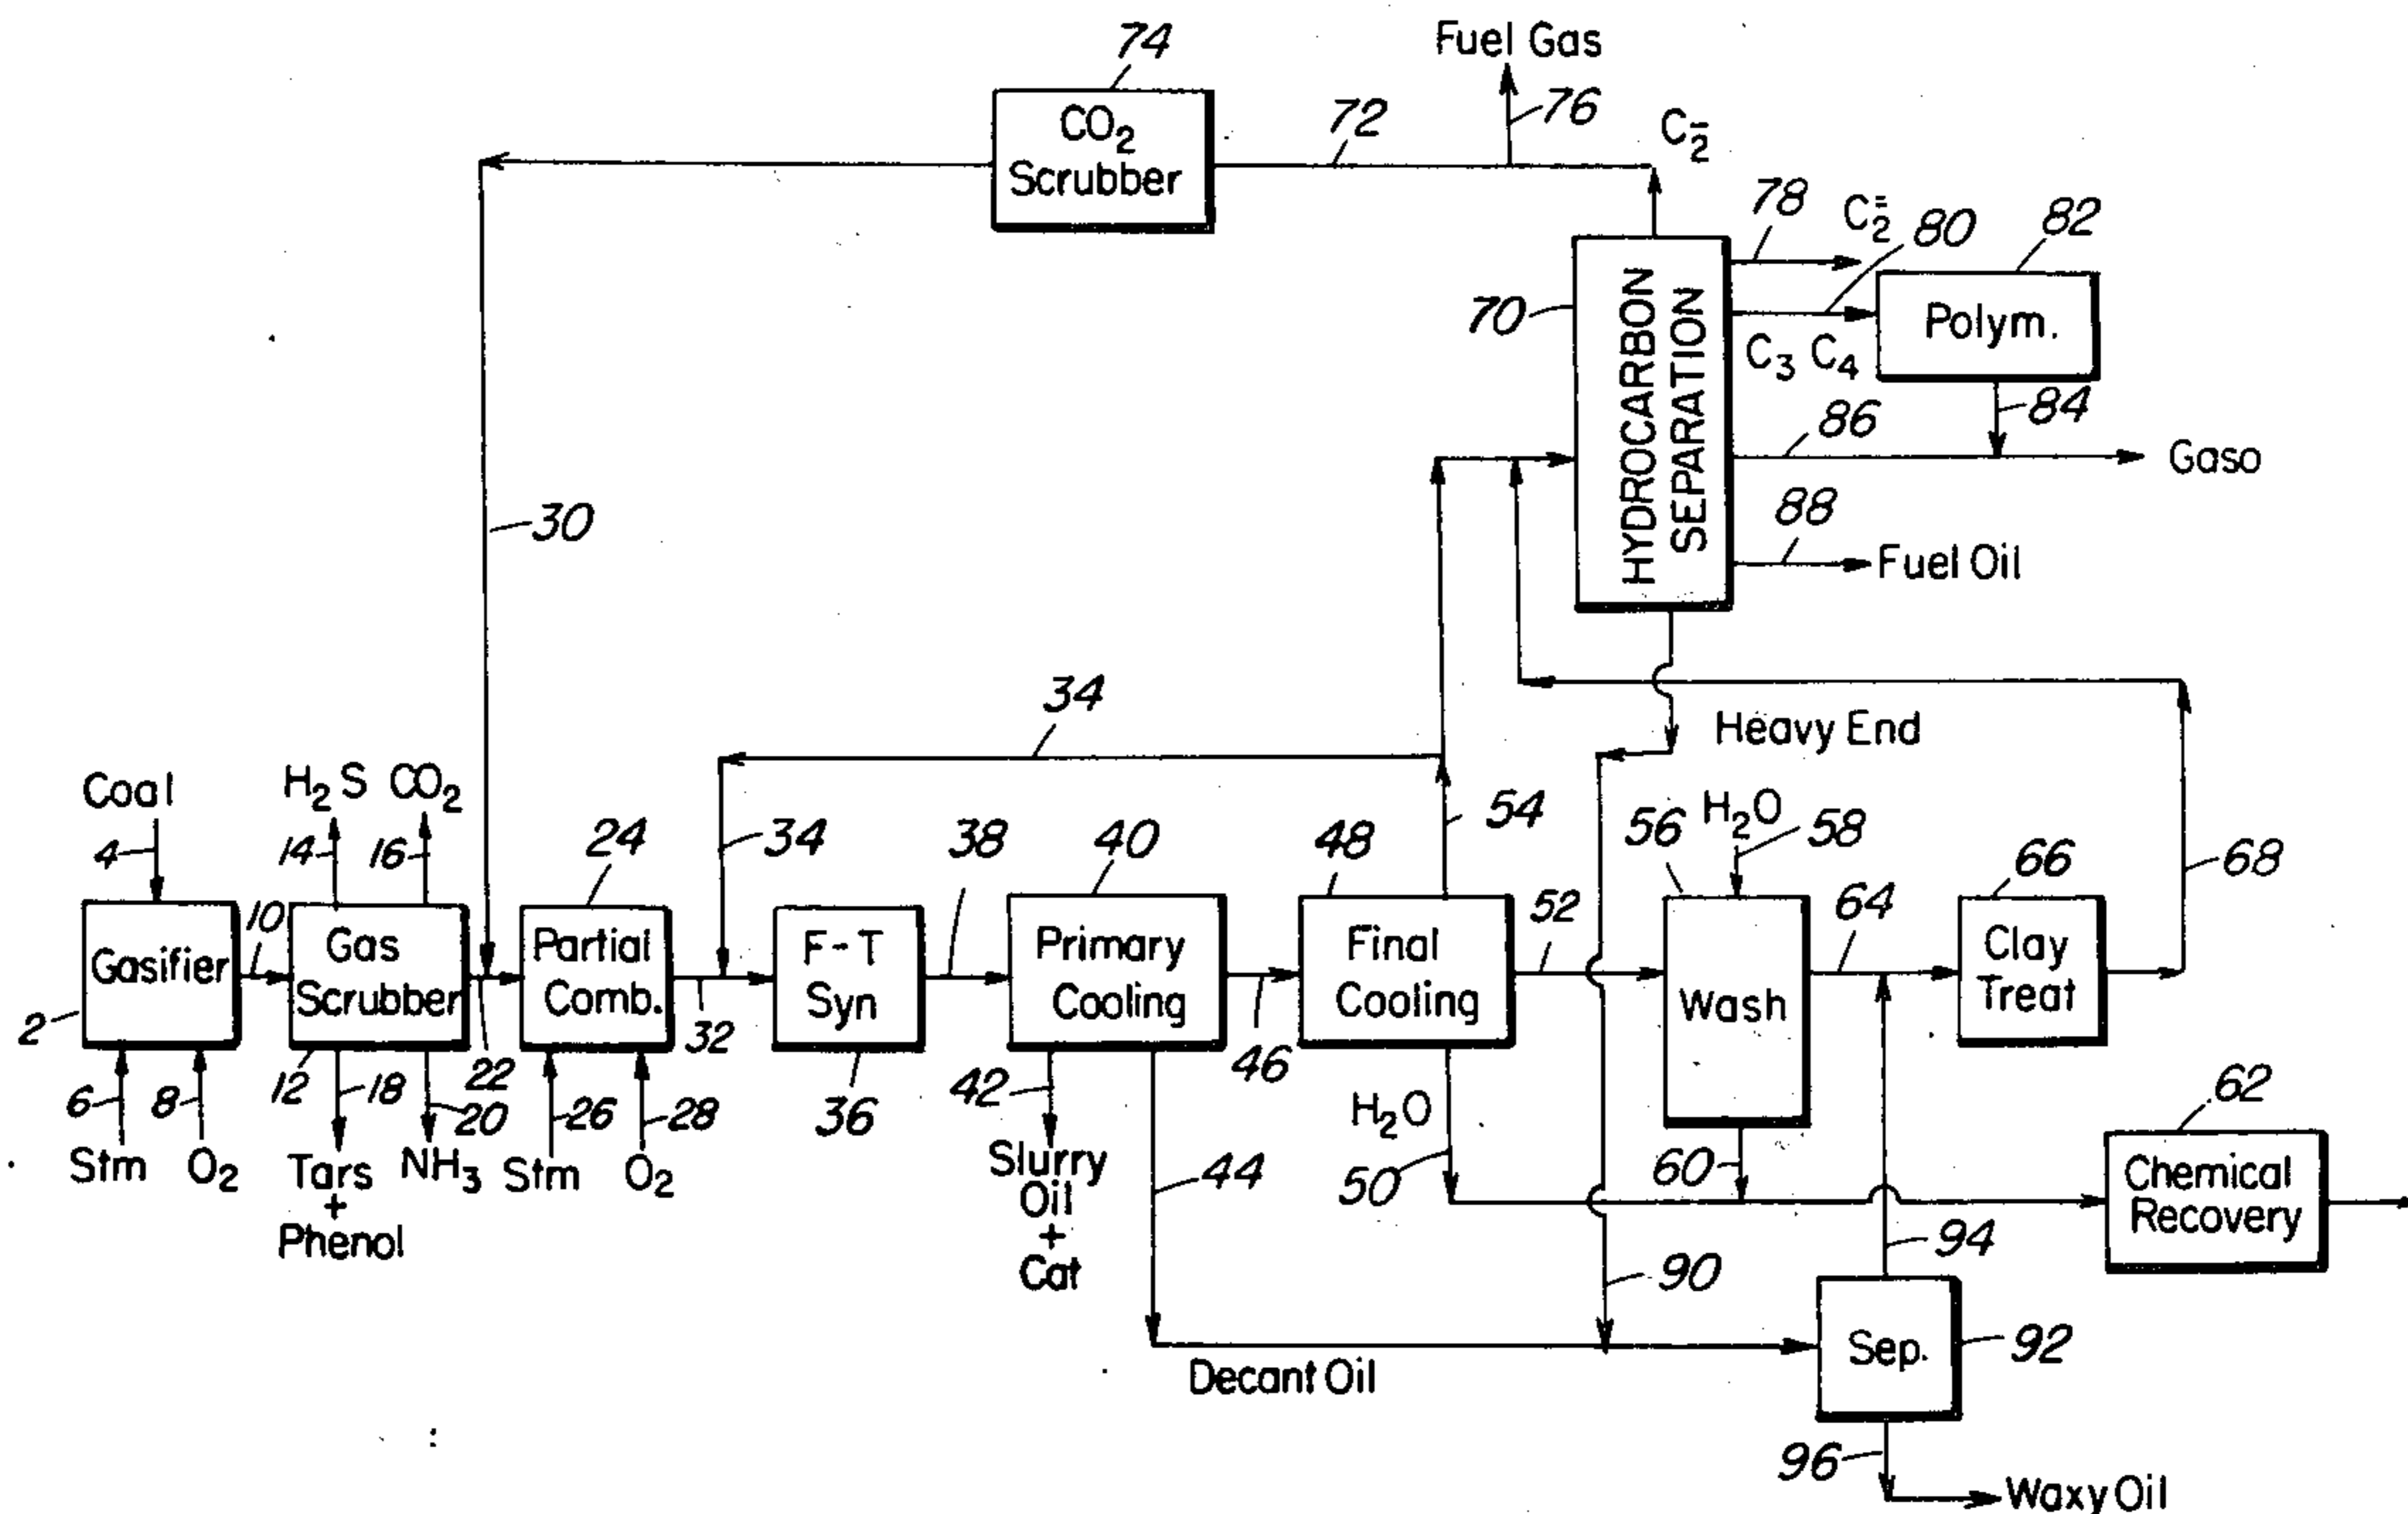 74
Fuel Gas
CO₂
Scrubber
72
76
C₂⁻
78
C₂⁼
80
82
70
HYDROCARBON
SEPARATION
Polym.
C₃ C₄
84
86
Gaso
30
88
Fuel Oil
34
Heavy End
Coal
H₂S
CO₂
4
14
16
24
34
38
40
48
54
56
H₂O
58
66
68
10
52
64
Gasifier
Gas
Scrubber
Partial
Comb.
F-T
Syn
Primary
Cooling
Final
Cooling
Wash
Clay
Treat
2
12
22
32
36
46
6
8
18
20
26
28
42
44
H₂O
50
60
62
Stm
O₂
Tars
+
Phenol
NH₃
Stm
O₂
Slurry
Oil
+
Cat
Chemical
Recovery
90
94
Decant Oil
Sep.
92
96
Waxy Oil